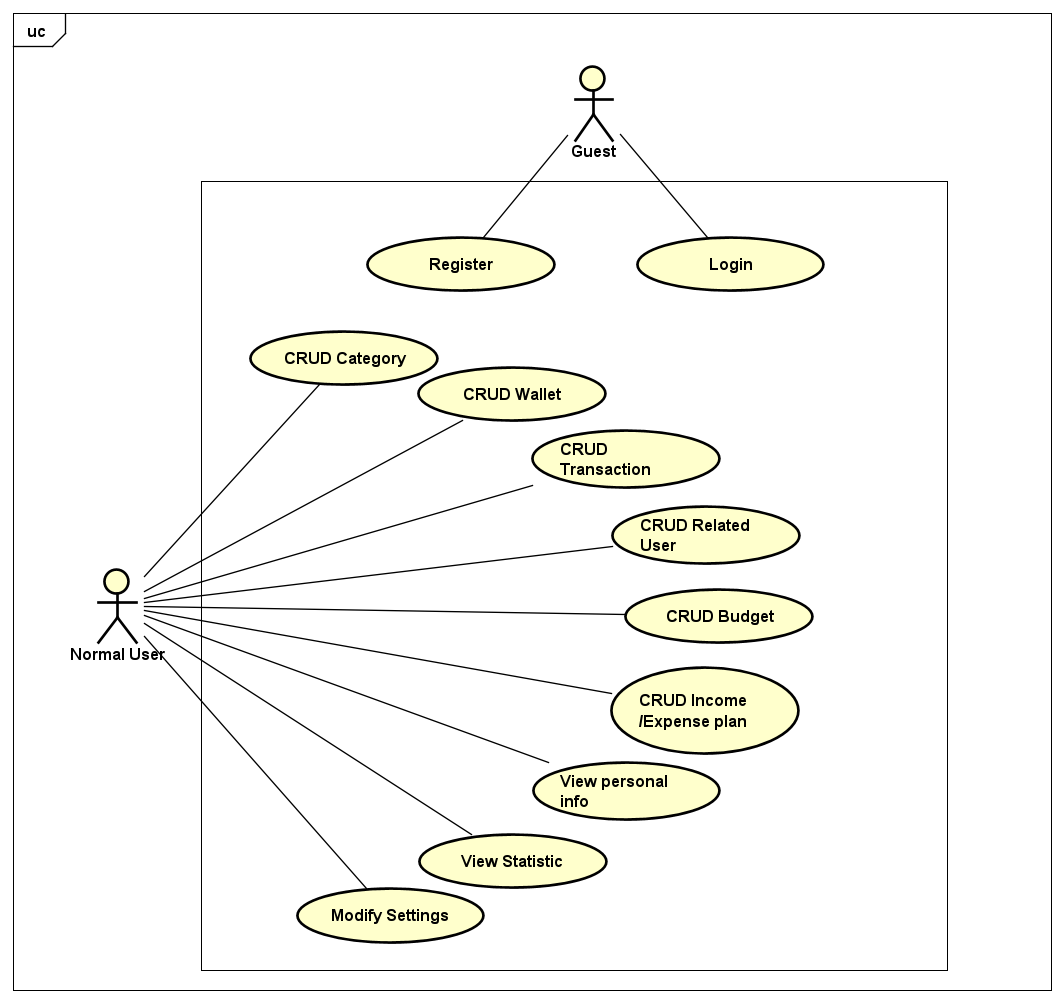 uc
Guest
Register
Login
CRUD Category
CRUD Wallet
CRUD
Transaction
CRUD Related
User
CRUD Budget
Normal User
CRUD Income
/Expense plan
View personal
info
View Statistic
Modify Settings